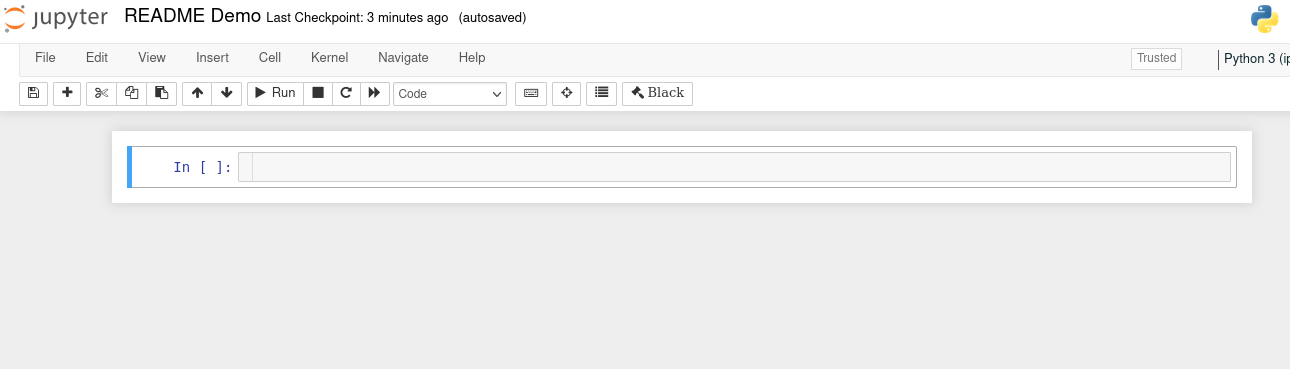 jupyter README Demo Last Checkpoint: 3 minutes ago (autosaved)
File Edit View Insert Cell Kernel Navigate Help Trusted Python 3 (ip
Run Code Black
In [ ]: